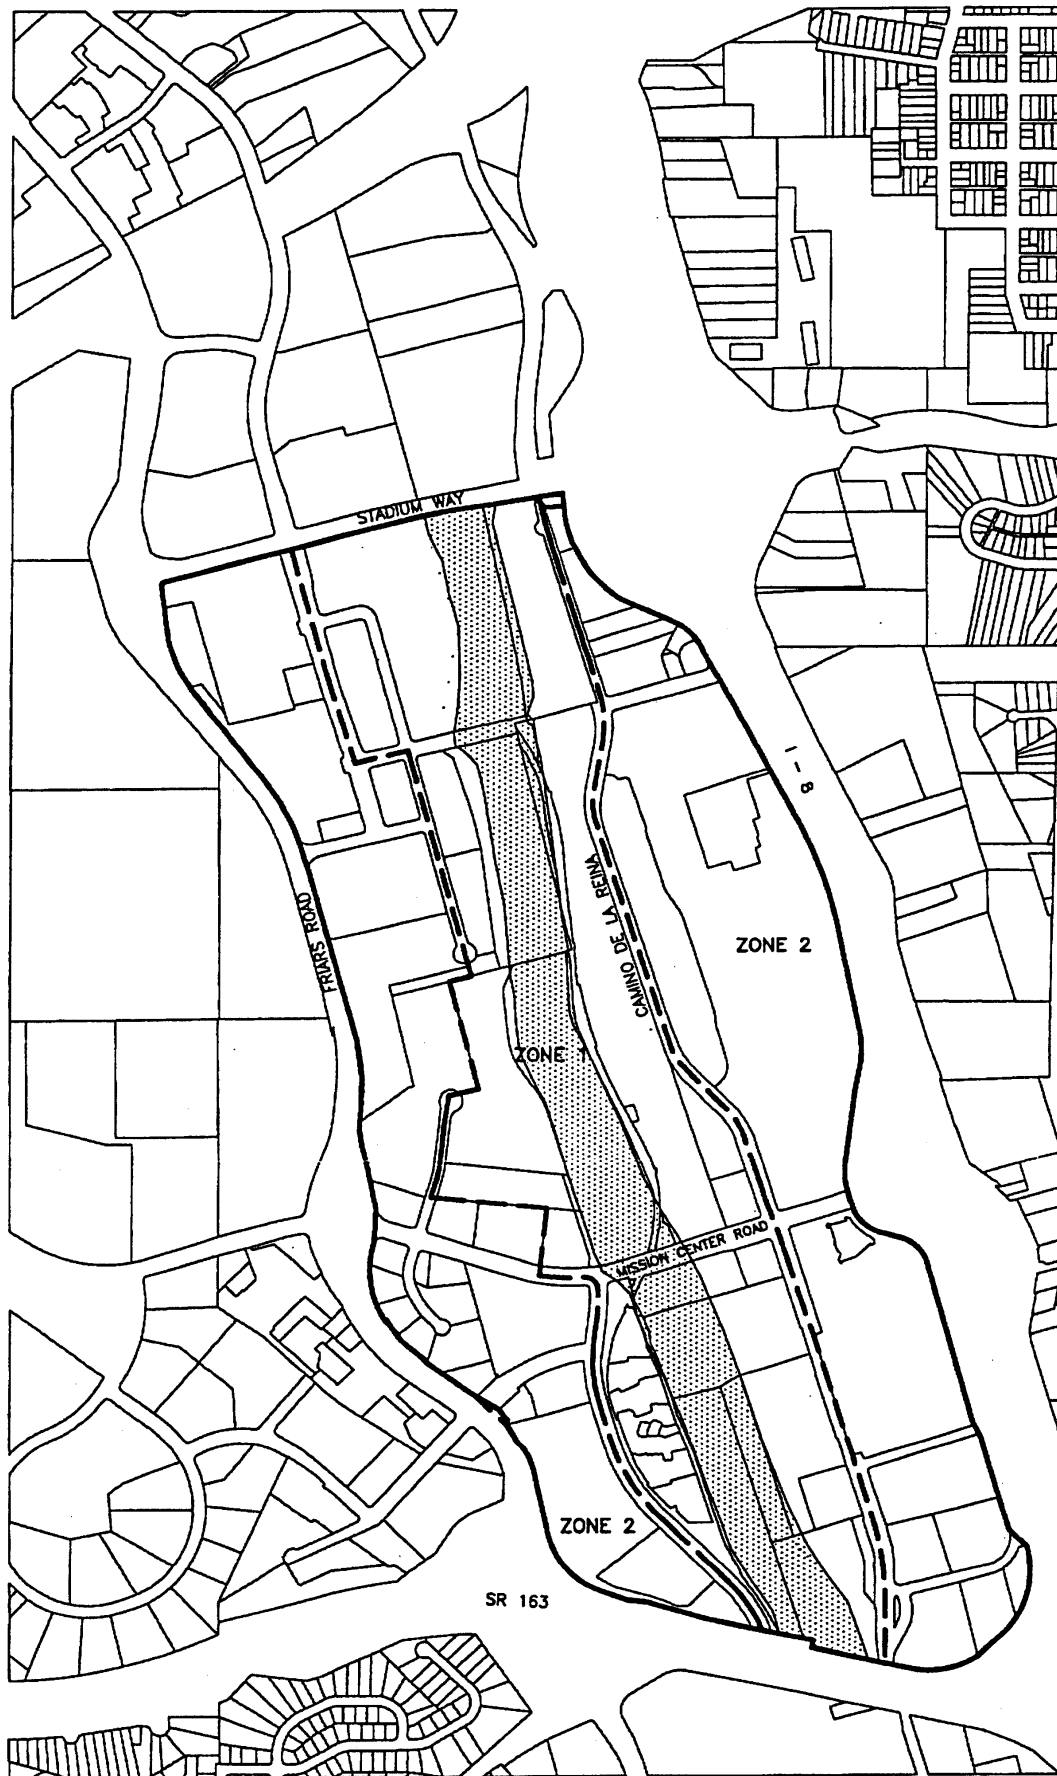 STADIUM WAY
I-8
CAMINO DE LA REINA
FRIARS ROAD
ZONE 2
ZONE 1
MISSION CENTER ROAD
ZONE 2
SR 163